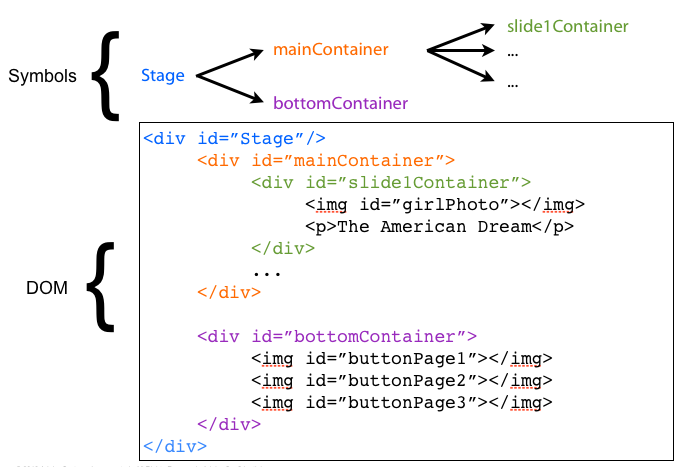 slide1Container
mainContainer
...
Symbols
Stage
...
bottomContainer
<div id=”Stage”/>
<div id=”mainContainer”>
<div id=”slide1Container”>
<img id=”girlPhoto”></img>
<p>The American Dream</p>
</div>
...
DOM
</div>
<div id=”bottomContainer”>
<img id=”buttonPage1”></img>
<img id=”buttonPage2”></img>
<img id=”buttonPage3”></img>
</div>
</div>